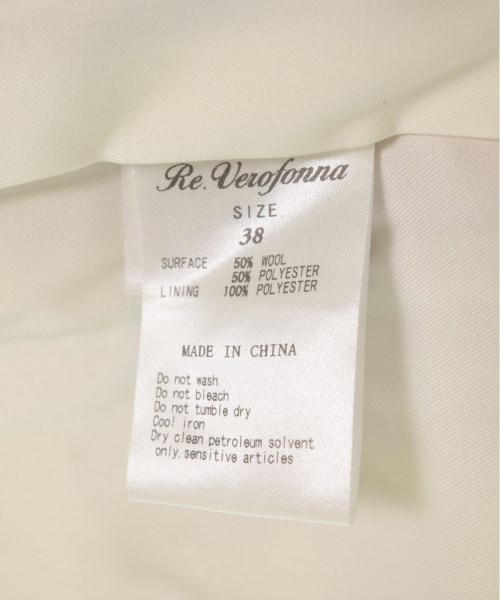 Re.Verofonna
SIZE
38
SURFACE 50% WOOL
50% POLYESTER
LINING 100% POLYESTER
MADE IN CHINA
Do not wash
Do not bleach
Do not tumble dry
Cool iron
Dry clean petroleum solvent
only.sensitive articles